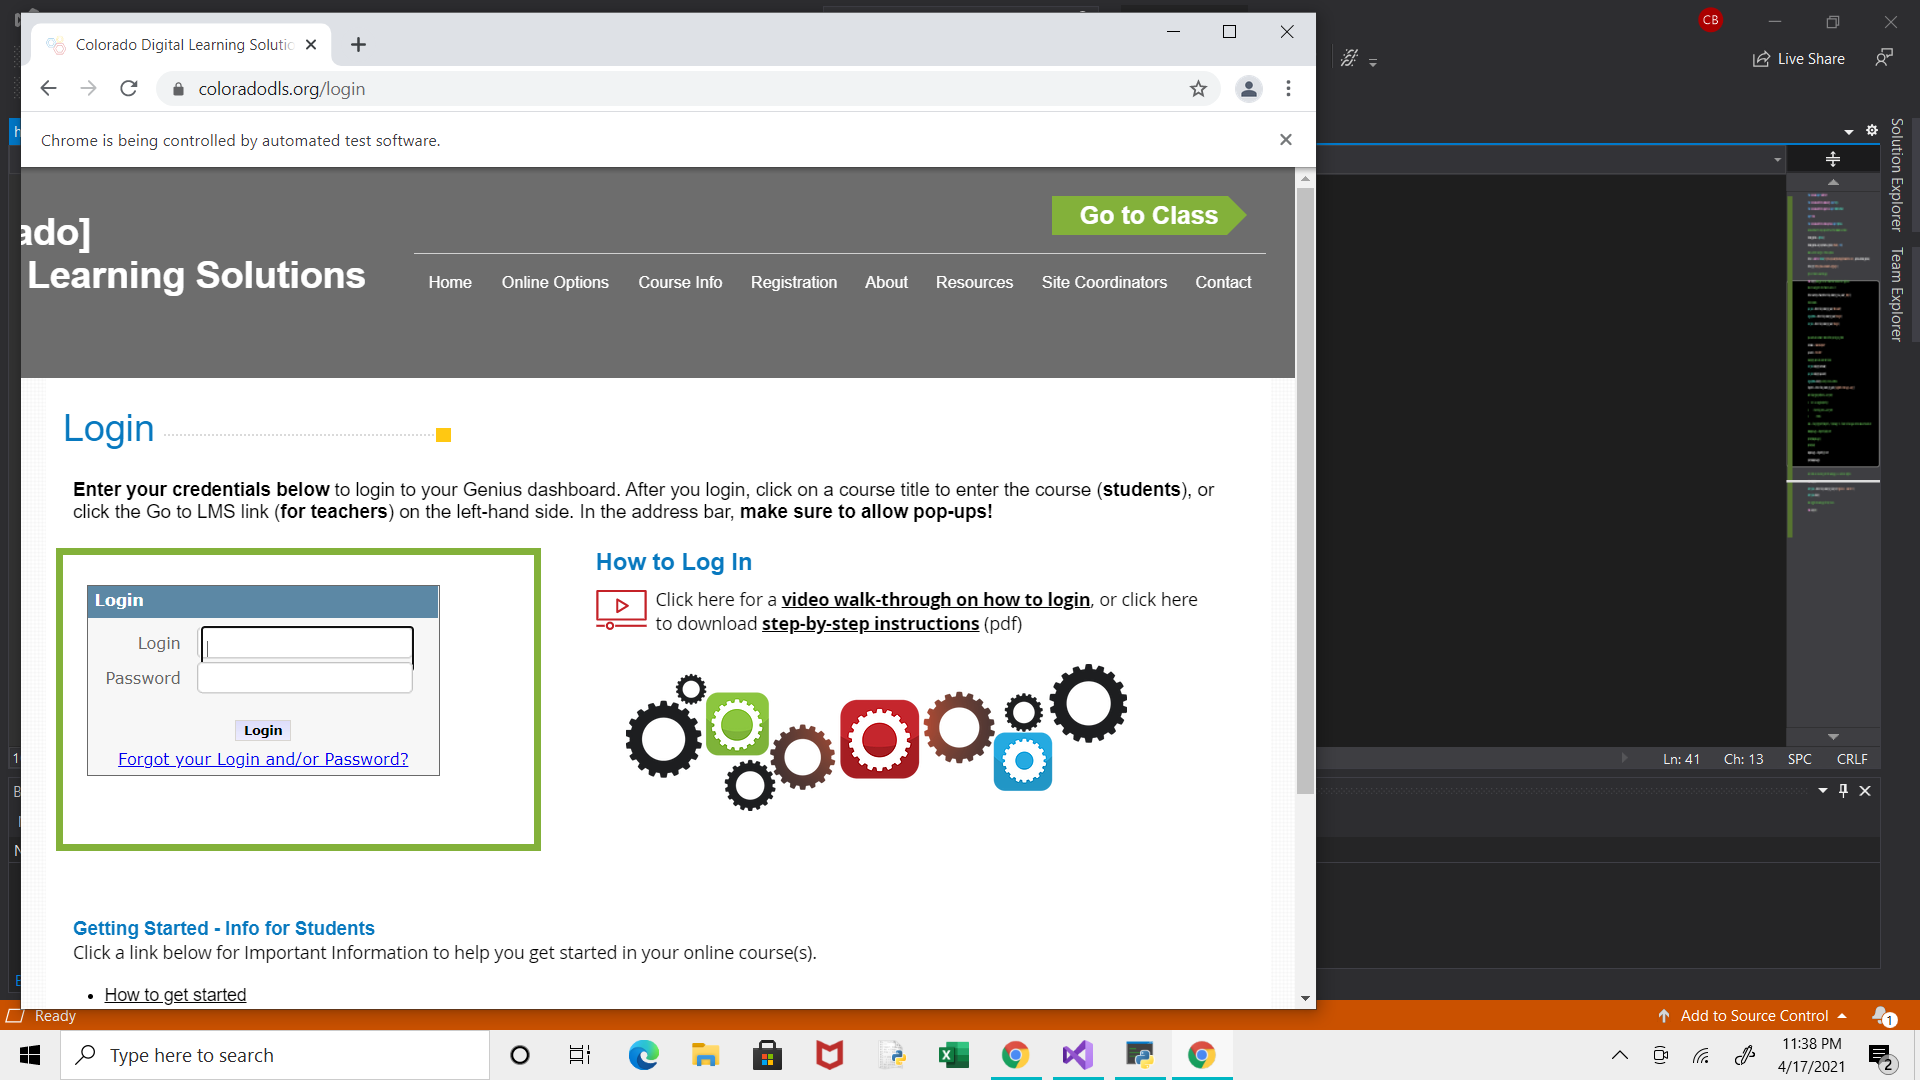 Colorado Digital Learning Solutio
coloradodls.org/login
Chrome is being controlled by automated test software.
CB
Live Share
Solution Explorer
Team Explorer
Go to Class
ado]
Learning Solutions
Home Online Options Course Info Registration About Resources Site Coordinators Contact
Login
Enter your credentials below to login to your Genius dashboard. After you login, click on a course title to enter the course (students), or
click the Go to LMS link (for teachers) on the left-hand side. In the address bar, make sure to allow pop-ups!
Login
Login
Password
Login
Forgot your Login and/or Password?
How to Log In
Click here for a video walk-through on how to login, or click here
to download step-by-step instructions (pdf)
Getting Started - Info for Students
Click a link below for Important Information to help you get started in your online course(s).
• How to get started
Ln: 41 Ch: 13 SPC CRLF
Ready
Add to Source Control
1
Type here to search
11:38 PM
4/17/2021
2